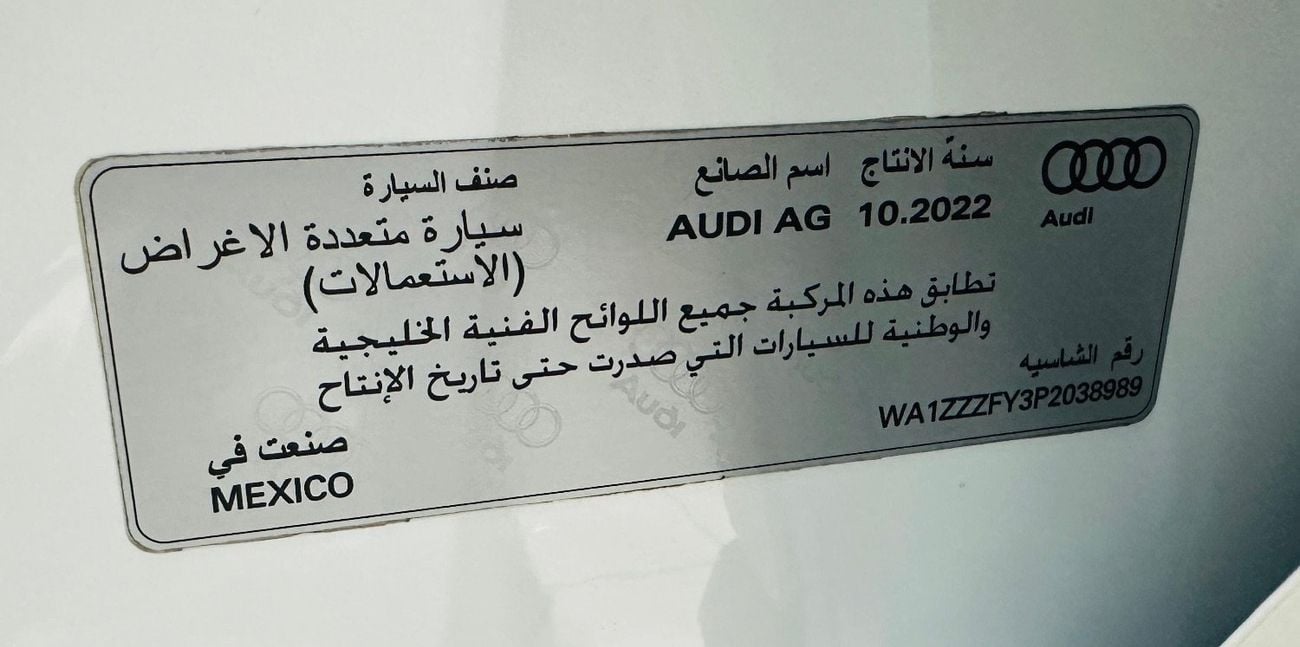 Audi
سنة الانتاج
10.2022
اسم الصانع
AUDI AG
صنف السيارة
سيارة متعددة الاغراض
(الاستعمالات)
تطابق هذه المركبة جميع اللوائح الفنية الخليجية
والوطنية للسيارات التي صدرت حتى تاريخ الإنتاج
رقم الشاسيه
WA1ZZZFY3P2038989
صنعت في
MEXICO